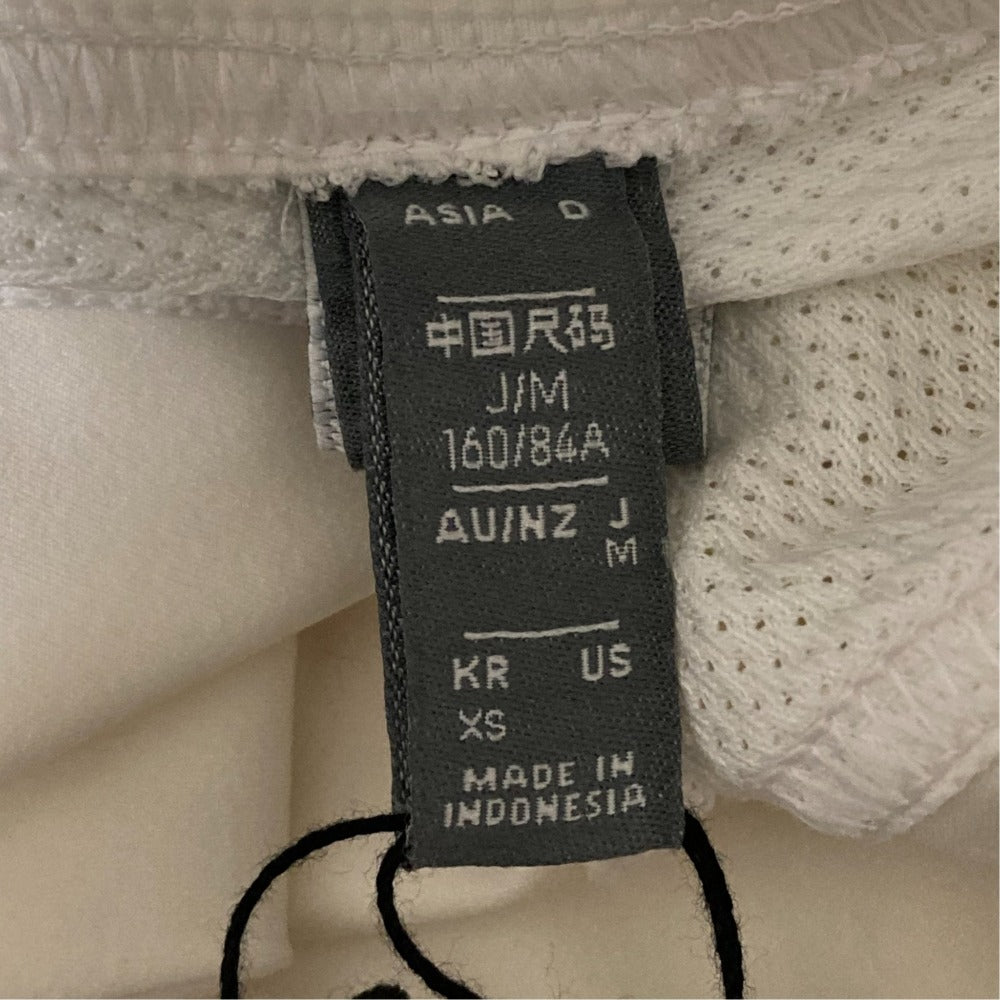 ASIA D
中国尺码
J/M
160/84A
AU/NZ J
M
KR US
XS
MADE IN
INDONESIA